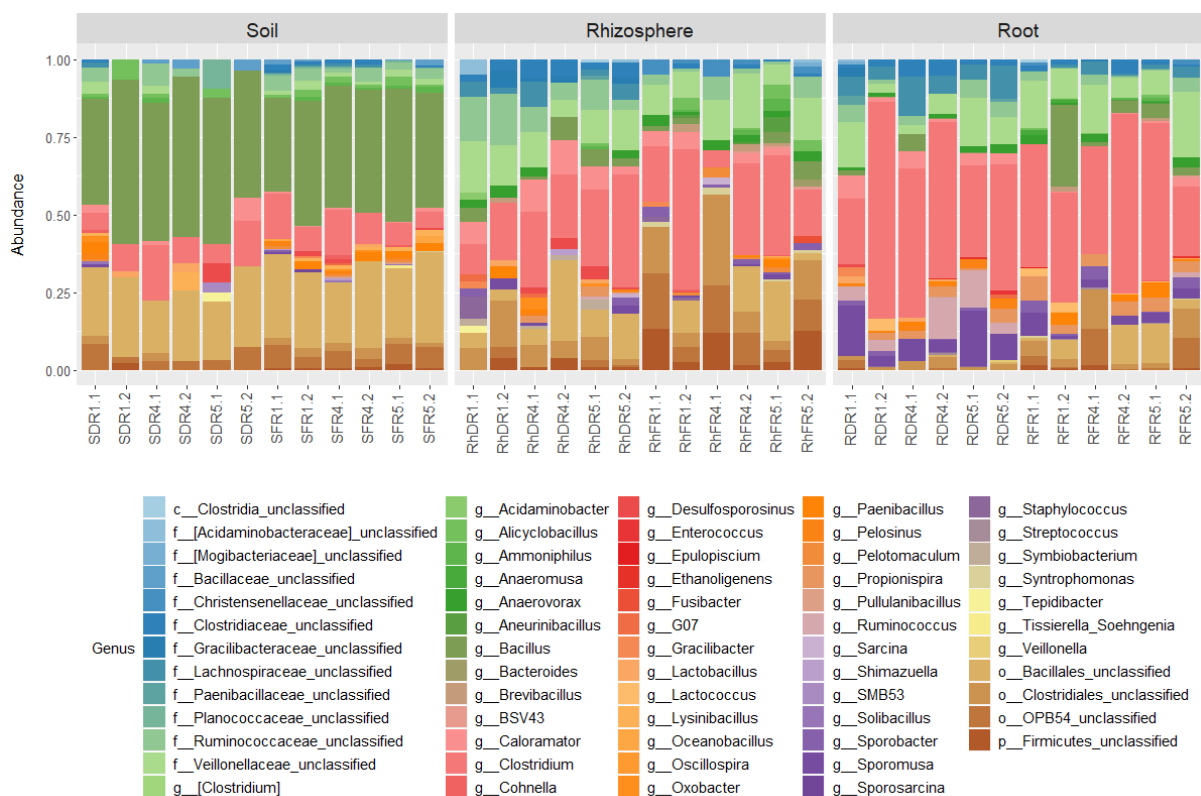 Soil
Rhizosphere
Root
Abundance
1.00
0.75
0.50
0.25
0.00
SDR1.1
SDR1.2
SDR4.1
SDR4.2
SDR5.1
SDR5.2
SFR1.1
SFR1.2
SFR4.1
SFR4.2
SFR5.1
SFR5.2
RhDR1.1
RhDR1.2
RhDR4.1
RhDR4.2
RhDR5.1
RhDR5.2
RhFR1.1
RhFR1.2
RhFR4.1
RhFR4.2
RhFR5.1
RhFR5.2
RDR1.1
RDR1.2
RDR4.1
RDR4.2
RDR5.1
RDR5.2
RFR1.1
RFR1.2
RFR4.1
RFR4.2
RFR5.1
RFR5.2
Genus
c__Clostridia_unclassified
f__[Acidaminobacteraceae]_unclassified
f__[Mogibacteriaceae]_unclassified
f__Bacillaceae_unclassified
f__Christensenellaceae_unclassified
f__Clostridiaceae_unclassified
f__Gracilibacteraceae_unclassified
f__Lachnospiraceae_unclassified
f__Paenibacillaceae_unclassified
f__Planococcaceae_unclassified
f__Ruminococcaceae_unclassified
f__Veillonellaceae_unclassified
g__[Clostridium]
g__Acidaminobacter
g__Alicyclobacillus
g__Ammoniphilus
g__Anaeromusa
g__Anaerovorax
g__Aneurinibacillus
g__Bacillus
g__Bacteroides
g__Brevibacillus
g__BSV43
g__Caloramator
g__Clostridium
g__Cohnella
g__Desulfosporosinus
g__Enterococcus
g__Epulopiscium
g__Ethanoligenens
g__Fusibacter
g__G07
g__Gracilibacter
g__Lactobacillus
g__Lactococcus
g__Lysinibacillus
g__Oceanobacillus
g__Oscillospira
g__Oxobacter
g__Paenibacillus
g__Pelosinus
g__Pelotomaculum
g__Propionispira
g__Pullulanibacillus
g__Ruminococcus
g__Sarcina
g__Shimazuella
g__SMB53
g__Solibacillus
g__Sporobacter
g__Sporomusa
g__Sporosarcina
g__Staphylococcus
g__Streptococcus
g__Symbiobacterium
g__Syntrophomonas
g__Tepidibacter
g__Tissierella_Soehngenia
g__Veillonella
o__Bacillales_unclassified
o__Clostridiales_unclassified
o__OPB54_unclassified
p__Firmicutes_unclassified